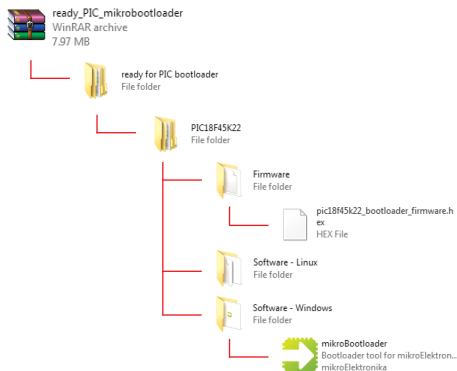 ready_PIC_mikrobootloader
WinRAR archive
7.97 MB
ready for PIC bootloader
File folder
PIC18F45K22
File folder
Firmware
File folder
pic18f45k22_bootloader_firmware.h
ex
HEX File
Software - Linux
File folder
Software - Windows
File folder
mikroBootloader
Bootloader tool for mikroElektron...
mikroElektronika